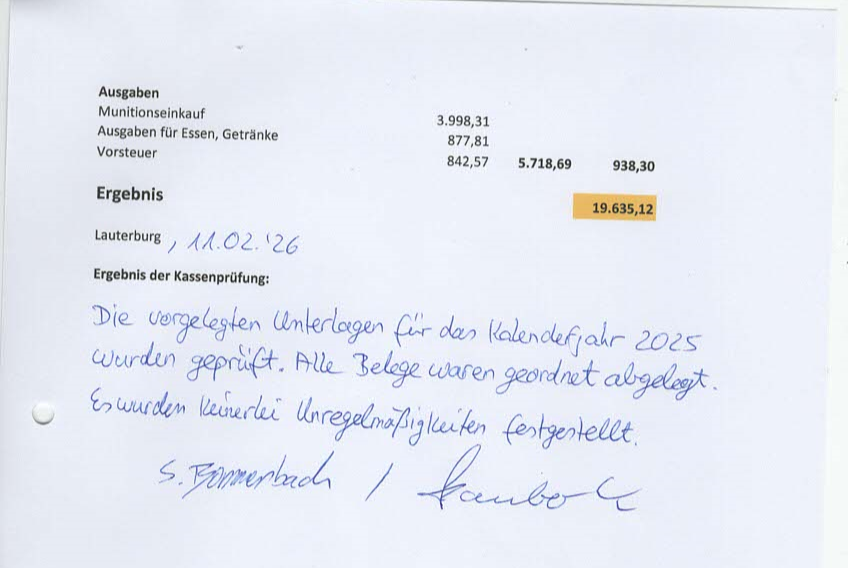 Ausgaben
Munitionseinkauf 3.998,31
Ausgaben für Essen, Getränke 877,81
Vorsteuer 842,57 5.718,69 938,30
Ergebnis 19.635,12
Lauterburg, 11.02.'26
Ergebnis der Kassenprüfung:
Die vorgelegten Unterlagen für das Kalenderjahr 2025
wurden geprüft. Alle Belege waren geordnet abgelegt.
Es wurden keinerlei Unregelmäßigkeiten festgestellt.
S. /